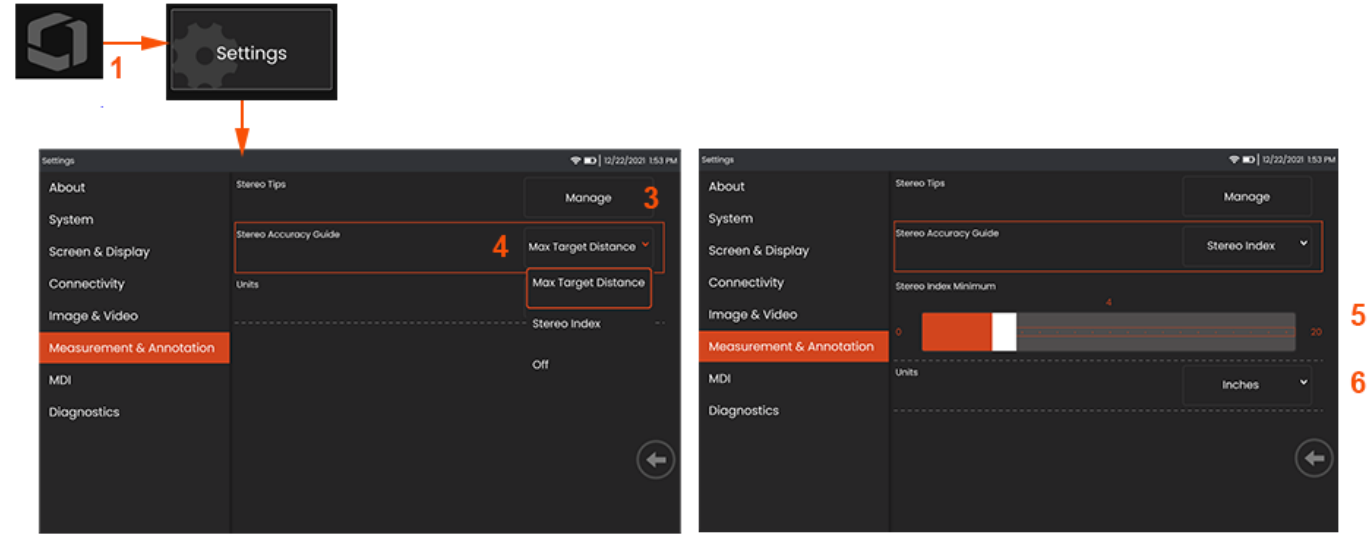 1
Settings
Settings
12/22/2021 1:53 PM
About
System
Screen & Display
Connectivity
Image & Video
Measurement & Annotation
MDI
Diagnostics
Stereo Tips
Manage
3
Stereo Accuracy Guide
4
Max Target Distance
Max Target Distance
Units
Stereo Index
Off
Settings
12/22/2021 1:53 PM
About
System
Screen & Display
Connectivity
Image & Video
Measurement & Annotation
MDI
Diagnostics
Stereo Tips
Manage
Stereo Accuracy Guide
Stereo Index
Stereo Index Minimum
4
0
20
5
Units
Inches
6